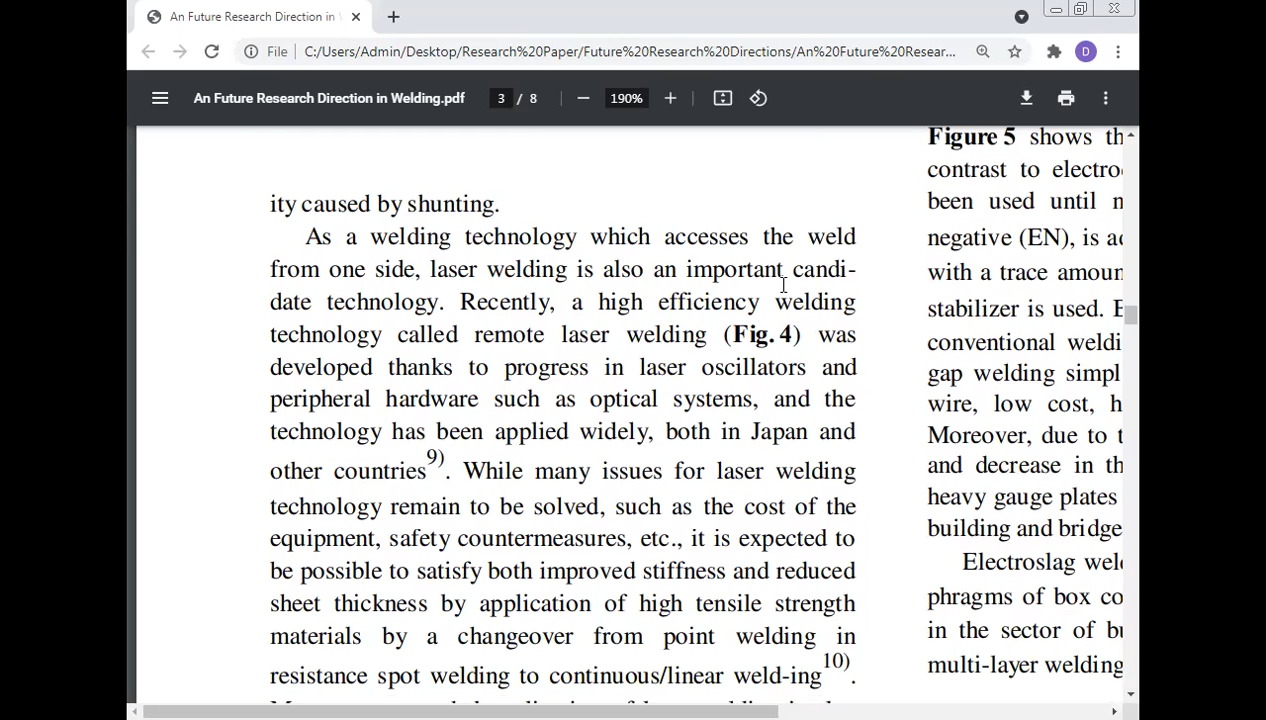 An Future Research Direction in
File C:/Users/Admin/Desktop/Research%20Paper/Future%20Research%20Directions/An%20Future%20Resear...
D
An Future Research Direction in Welding.pdf 3 / 8 190%
ity caused by shunting.
As a welding technology which accesses the weld
from one side, laser welding is also an important candi-
date technology. Recently, a high efficiency welding
technology called remote laser welding (Fig. 4) was
developed thanks to progress in laser oscillators and
peripheral hardware such as optical systems, and the
technology has been applied widely, both in Japan and
other countries9). While many issues for laser welding
technology remain to be solved, such as the cost of the
equipment, safety countermeasures, etc., it is expected to
be possible to satisfy both improved stiffness and reduced
sheet thickness by application of high tensile strength
materials by a changeover from point welding in
resistance spot welding to continuous/linear weld-ing10).
Figure 5 shows th
contrast to electro
been used until
negative (EN), is a
with a trace amoun
stabilizer is used.
conventional weldi
gap welding simpl
wire, low cost, h
Moreover, due to t
and decrease in th
heavy gauge plates
building and bridge
Electroslag wel
phragms of box co
in the sector of bu
multi-layer welding